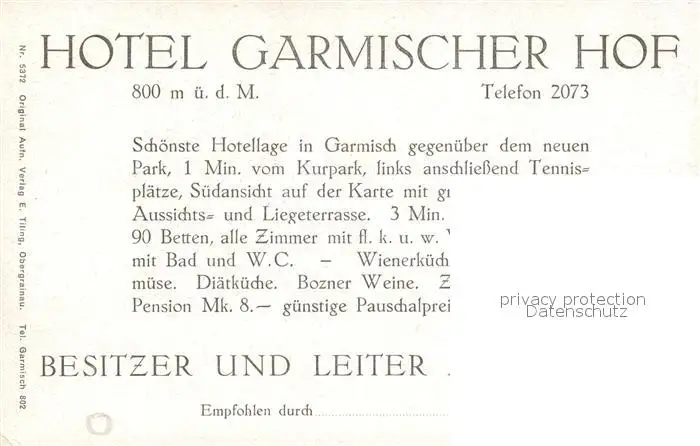 HOTEL GARMISCHER HOF
800 m ü. d. M. Telefon 2073
Schönste Hotellage in Garmisch gegenüber dem neuen
Park, 1 Min. vom Kurpark, links anschließend Tennis=
plätze, Südansicht auf der Karte mit
Aussichts= und Liegeterrasse. 3 Min.
90 Betten, alle Zimmer mit fl. k. u. w.
mit Bad und W.C. – Wienerküch
müse. Diätküche. Bozner Weine. Z
Pension Mk. 8.— günstige Pauschalprei
BESITZER UND LEITER
Empfohlen durch
Nr. 5372 Original Aufn. Verlag E. Tiling, Obergrainau. Tel. Garmisch 802
privacy protection
Datenschutz